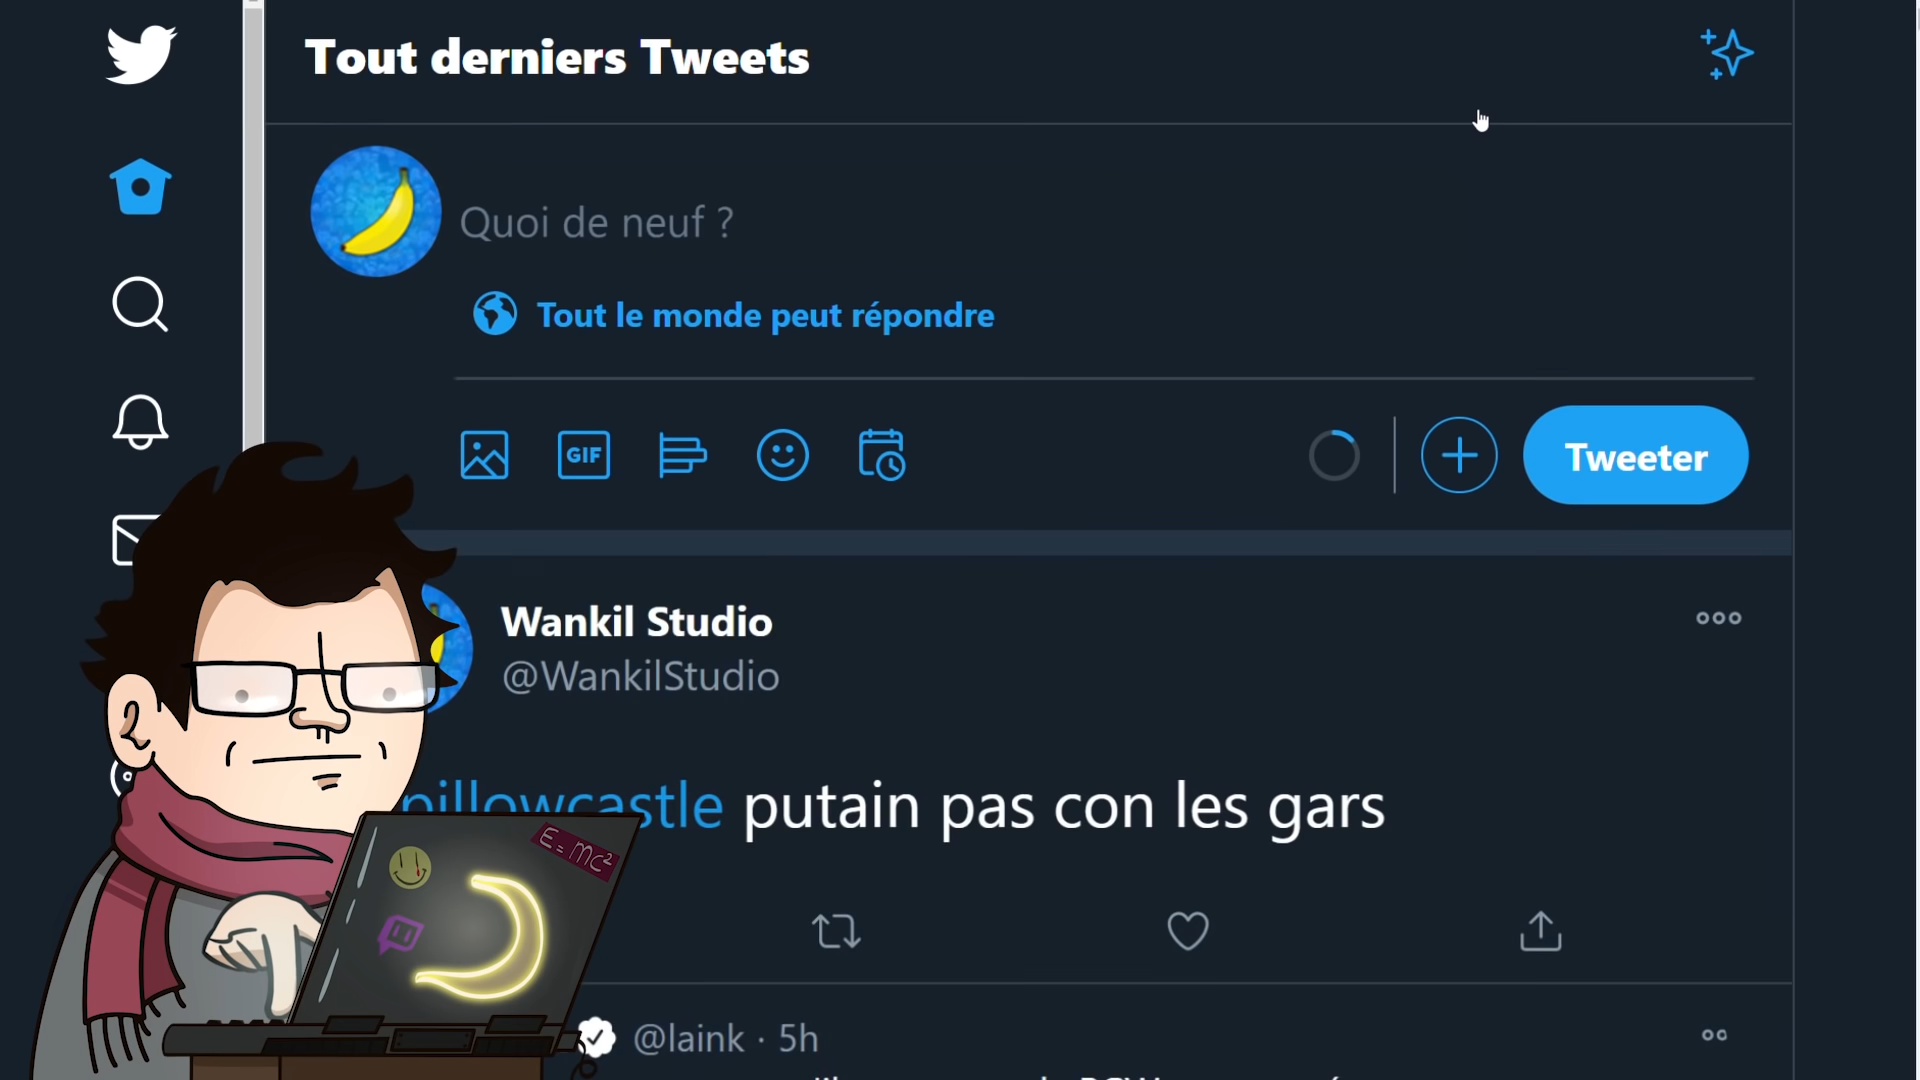 Tout derniers Tweets
Quoi de neuf ?
Tout le monde peut répondre
GIF
Tweeter
Wankil Studio
@WankilStudio
pillowcastle putain pas con les gars
E=mc²
@laink · 5h